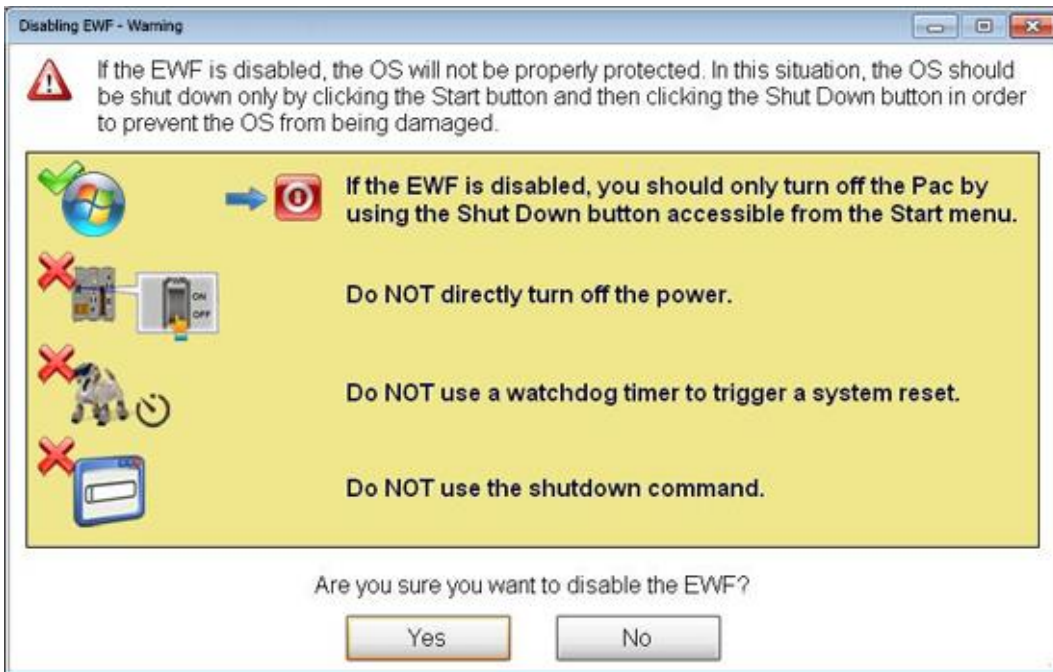 Disabling EWF - Warning
If the EWF is disabled, the OS will not be properly protected. In this situation, the OS should
be shut down only by clicking the Start button and then clicking the Shut Down button in order
to prevent the OS from being damaged.
If the EWF is disabled, you should only turn off the Pac by
using the Shut Down button accessible from the Start menu.
ON
OFF
Do NOT directly turn off the power.
Do NOT use a watchdog timer to trigger a system reset.
Do NOT use the shutdown command.
Are you sure you want to disable the EWF?
Yes
No